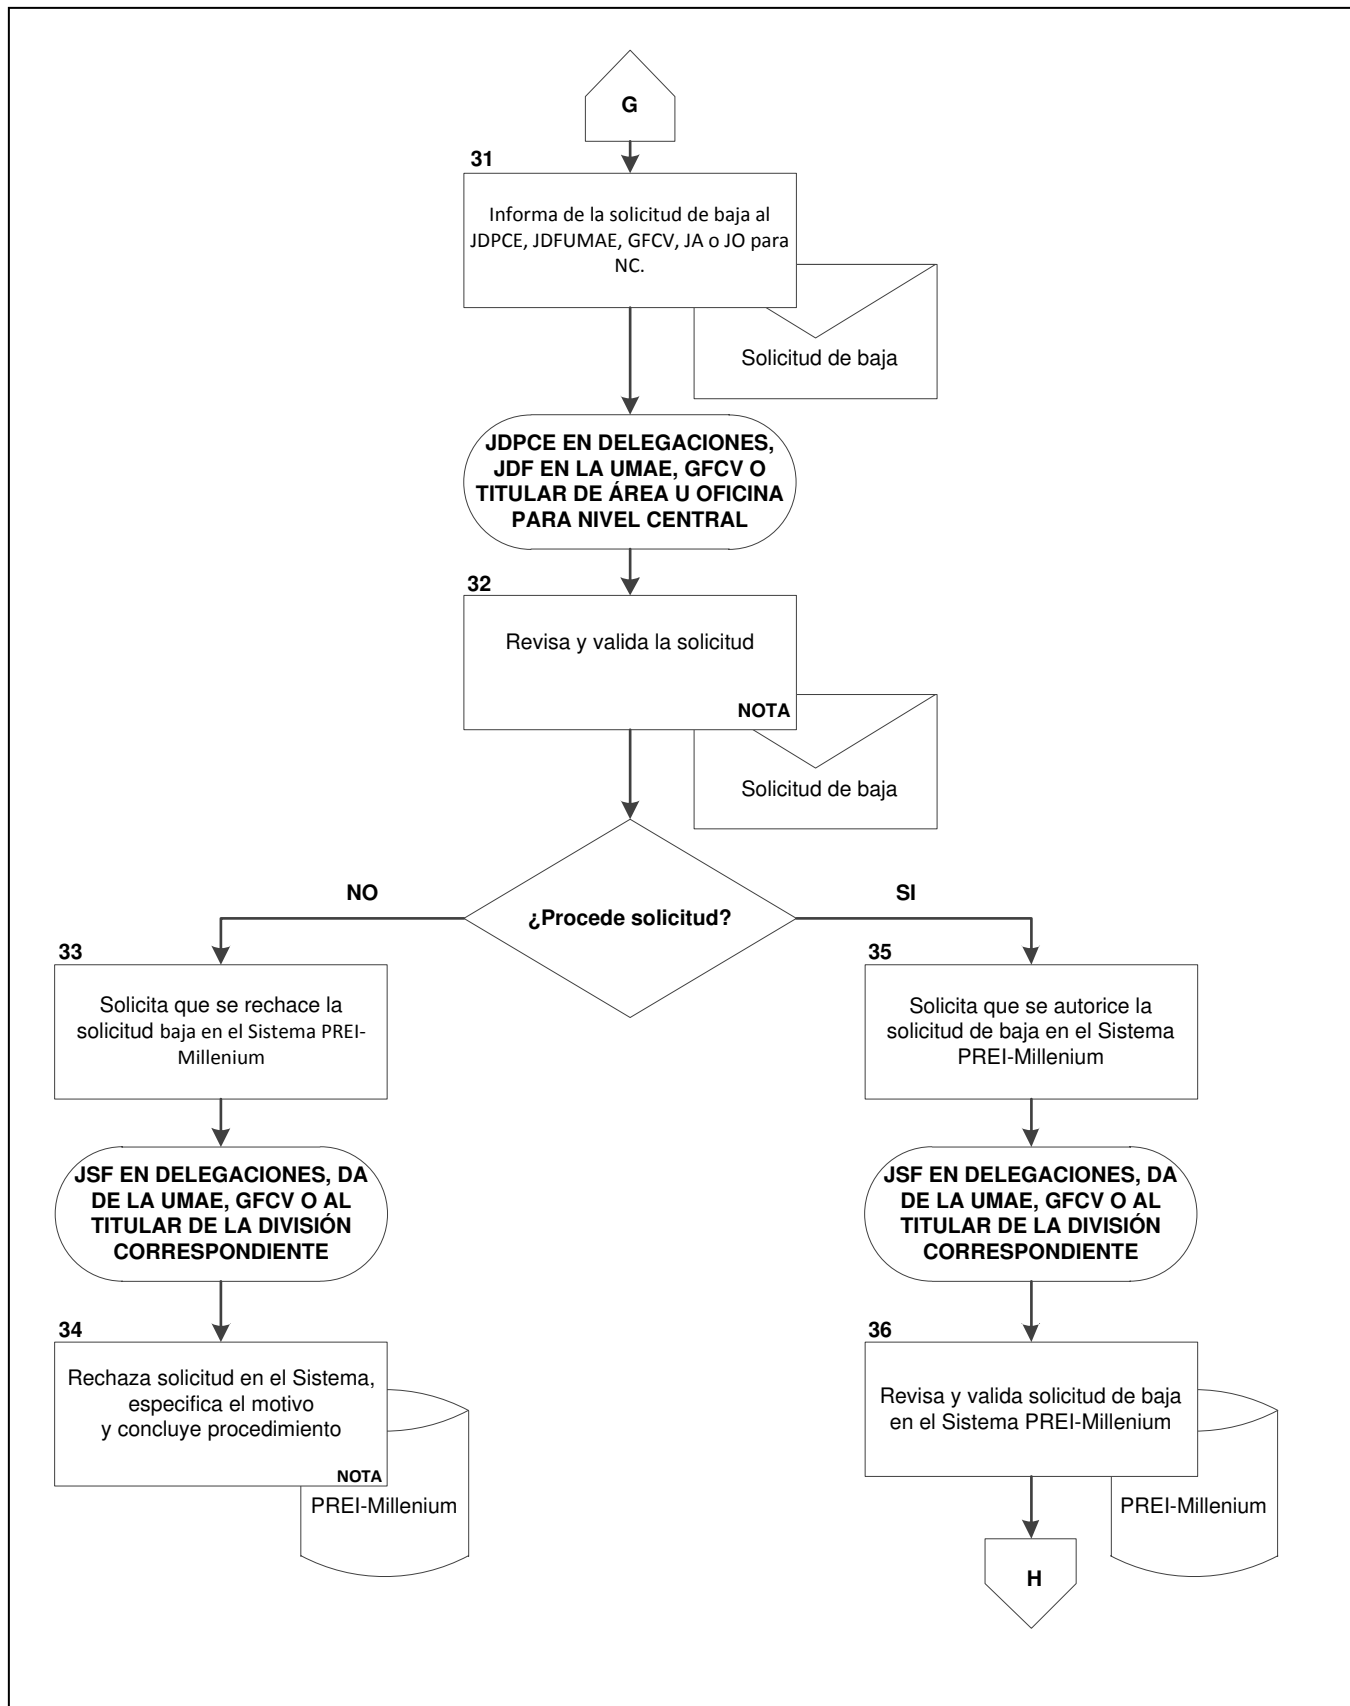 G
31
Informa de la solicitud de baja al
JDPCE, JDFUMAE, GFCV, JA o JO para
NC.
Solicitud de baja
JDPCE EN DELEGACIONES,
JDF EN LA UMAE, GFCV O
TITULAR DE ÁREA U OFICINA
PARA NIVEL CENTRAL
32
Revisa y valida la solicitud
NOTA
Solicitud de baja
¿Procede solicitud?
NO
SI
33
Solicita que se rechace la
solicitud baja en el Sistema PREI-
Millenium
JSF EN DELEGACIONES, DA
DE LA UMAE, GFCV O AL
TITULAR DE LA DIVISIÓN
CORRESPONDIENTE
34
Rechaza solicitud en el Sistema,
especifica el motivo
y concluye procedimiento
NOTA
PREI-Millenium
35
Solicita que se autorice la
solicitud de baja en el Sistema
PREI-Millenium
JSF EN DELEGACIONES, DA
DE LA UMAE, GFCV O AL
TITULAR DE LA DIVISIÓN
CORRESPONDIENTE
36
Revisa y valida solicitud de baja
en el Sistema PREI-Millenium
PREI-Millenium
H